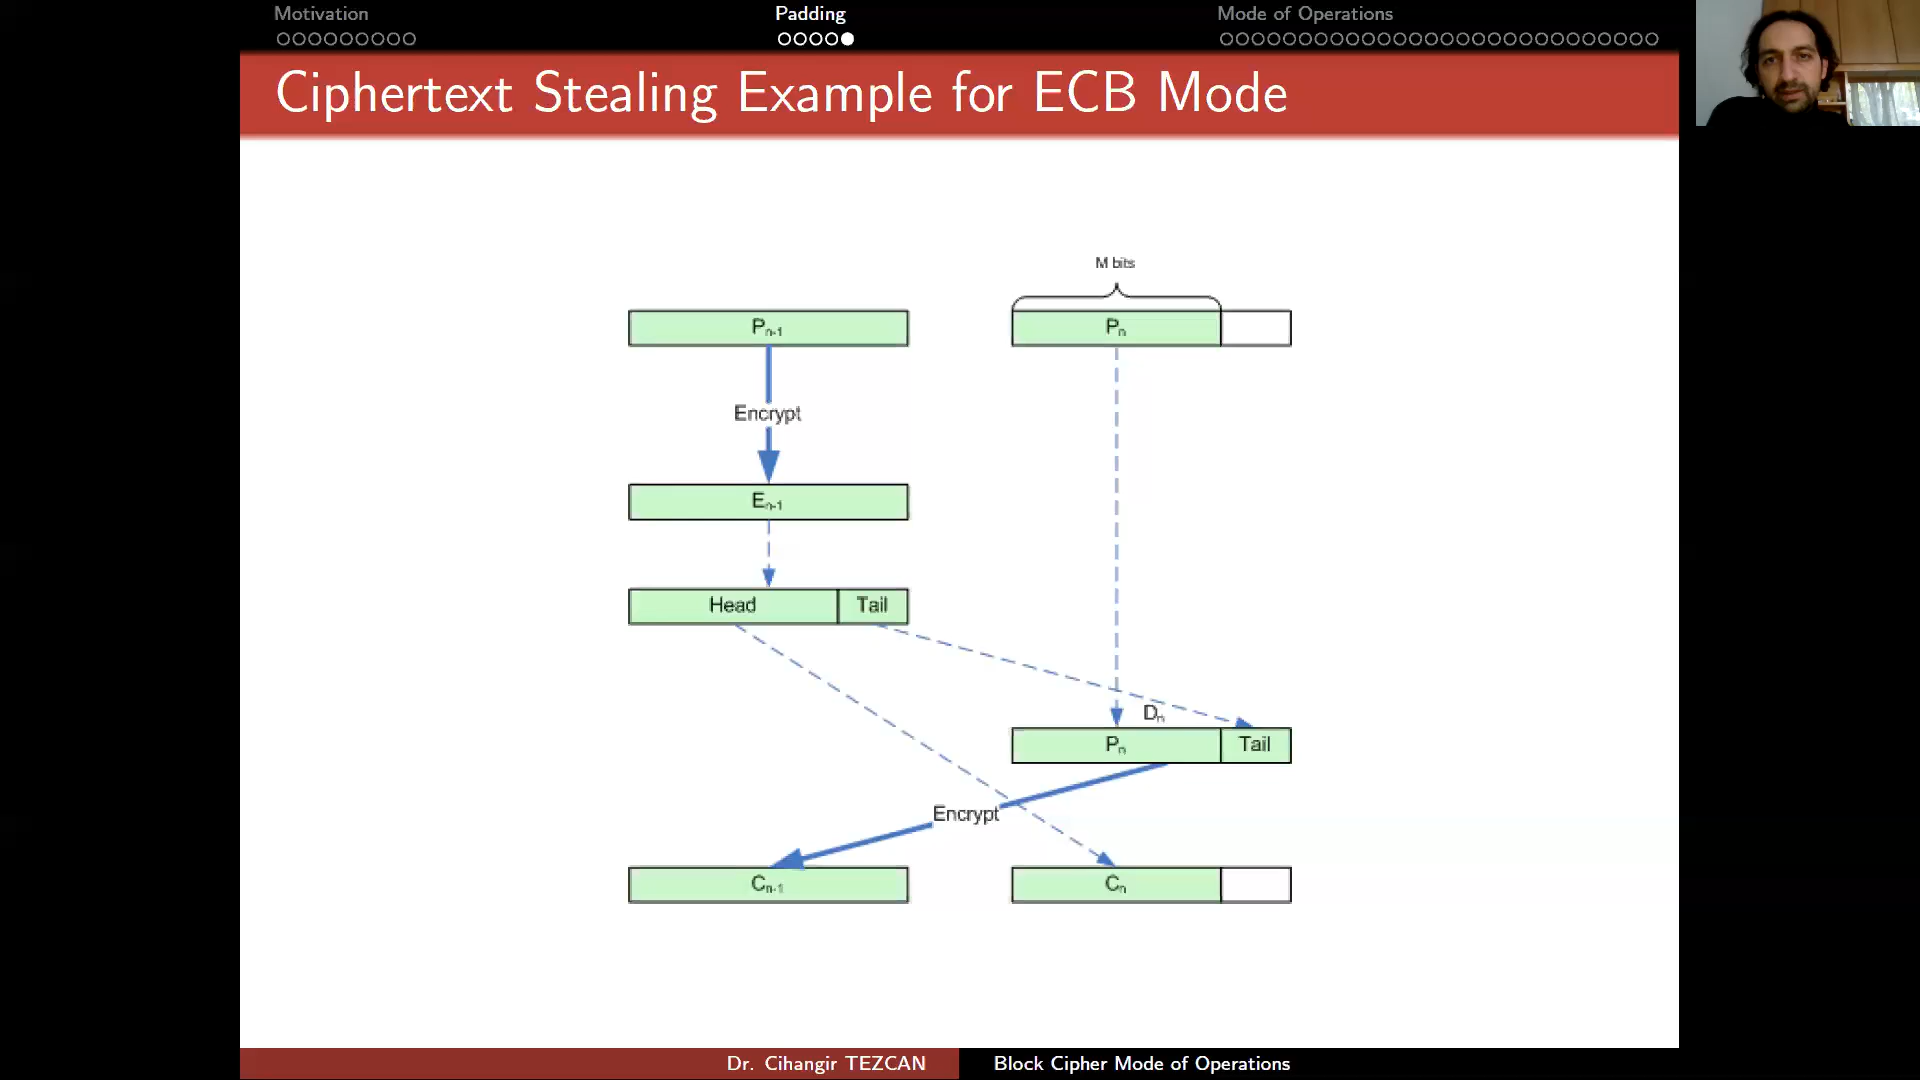 Motivation Padding Mode of Operations
Ciphertext Stealing Example for ECB Mode
M bits
Pn-1 Pn
Encrypt
En-1
Head Tail
Dn
Pn Tail
Encrypt
Cn-1 Cn
Dr. Cihangir TEZCAN Block Cipher Mode of Operations